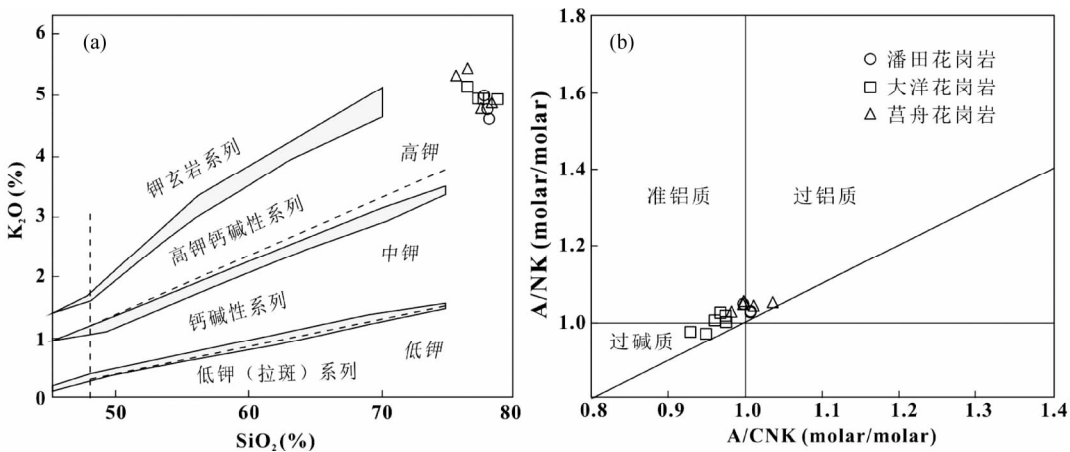 (a)
6
5
4
3
2
1
0
K₂O (%)
50
60
70
80
SiO₂(%)
钾玄岩系列
高钾钙碱性系列
钙碱性系列
低钾（拉斑）系列
高钾
中钾
低钾
(b)
1.8
1.6
1.4
1.2
1.0
A/NK (molar/molar)
0.8
0.9
1.0
1.1
1.2
1.3
1.4
A/CNK (molar/molar)
潘田花岗岩
大洋花岗岩
莒舟花岗岩
准铝质
过铝质
过碱质